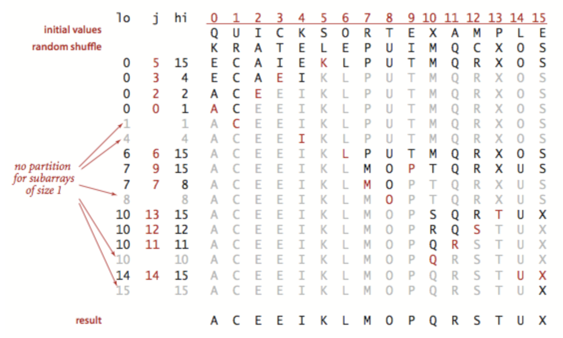 lo j hi 0 1 2 3 4 5 6 7 8 9 10 11 12 13 14 15
initial values Q U I C K S O R T E X A M P L E
random shuffle K R A T E L E P U I M Q C X O S
0 5 15 E C A I E K L P U T M Q R X O S
0 3 4 E C A E I K L P U T M Q R X O S
0 2 2 A C E E I K L P U T M Q R X O S
0 0 1 A C E E I K L P U T M Q R X O S
1 1 A C E E I K L P U T M Q R X O S
4 4 A C E E I K L P U T M Q R X O S
6 6 15 A C E E I K L P U T M Q R X O S
7 9 15 A C E E I K L M O P T Q R X U S
7 7 8 A C E E I K L M O P T Q R X U S
8 8 A C E E I K L M O P T Q R X U S
10 13 15 A C E E I K L M O P S Q R T U X
10 12 12 A C E E I K L M O P R Q S T U X
10 11 11 A C E E I K L M O P Q R S T U X
10 10 A C E E I K L M O P Q R S T U X
14 14 15 A C E E I K L M O P Q R S T U X
15 15 A C E E I K L M O P Q R S T U X
no partition
for subarrays
of size 1
result A C E E I K L M O P Q R S T U X